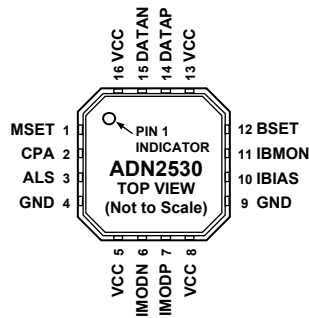 16 VCC
15 DATAN
14 DATAP
13 VCC
MSET 1
CPA 2
ALS 3
GND 4
PIN 1
INDICATOR
ADN2530
TOP VIEW
(Not to Scale)
12 BSET
11 IBMON
10 IBIAS
9 GND
VCC 5
IMODN 6
IMODP 7
VCC 8